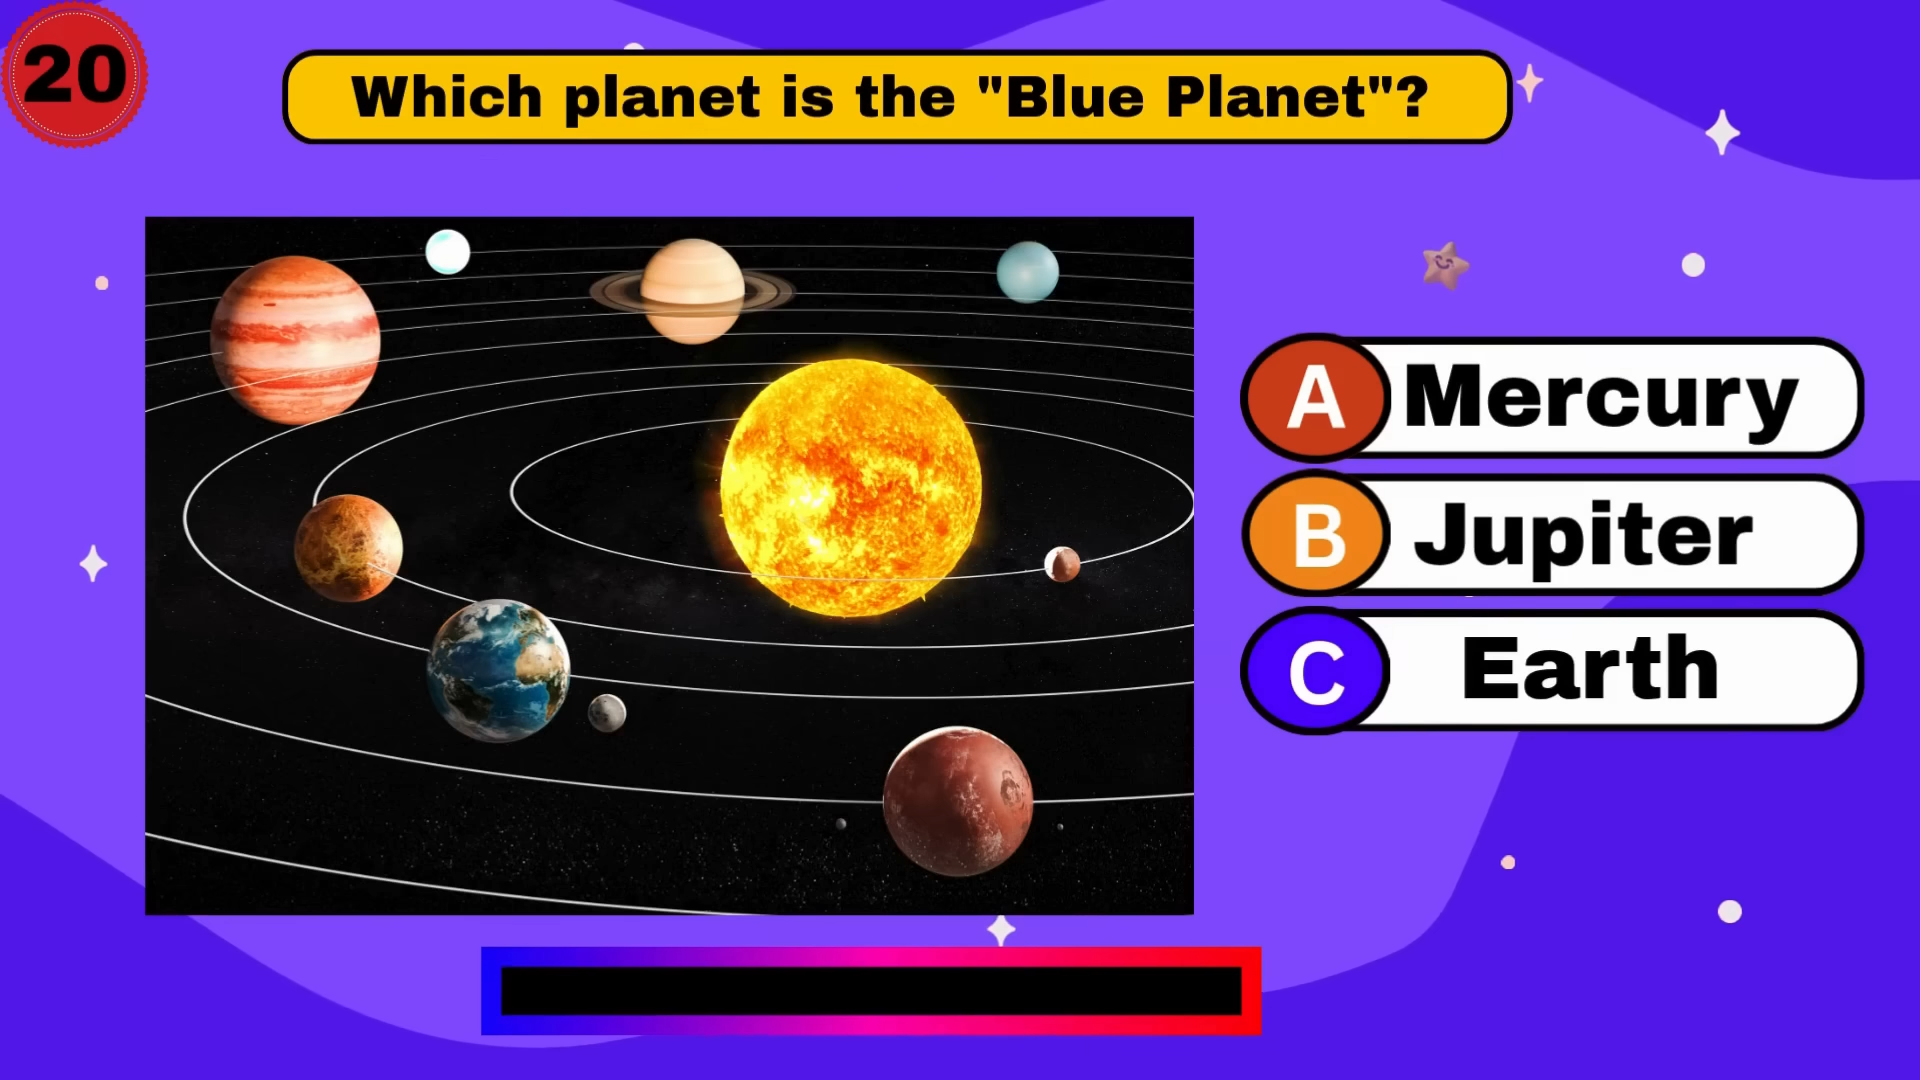 20
Which planet is the "Blue Planet"?
A Mercury
B Jupiter
C Earth